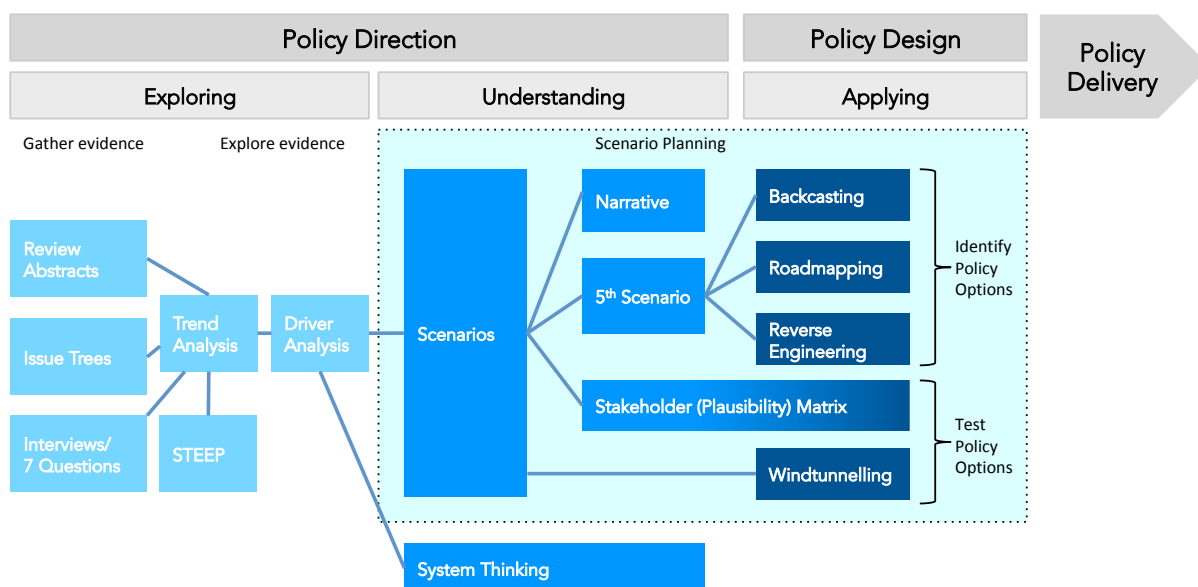 Policy Direction
Policy Design
Policy
Delivery
Exploring
Understanding
Applying
Gather evidence
Explore evidence
Scenario Planning
Review
Abstracts
Issue Trees
Interviews/
7 Questions
Trend
Analysis
STEEP
Driver
Analysis
Scenarios
Narrative
5th Scenario
Stakeholder (Plausibility) Matrix
Backcasting
Roadmapping
Reverse
Engineering
Windtunnelling
Identify
Policy
Options
Test
Policy
Options
System Thinking